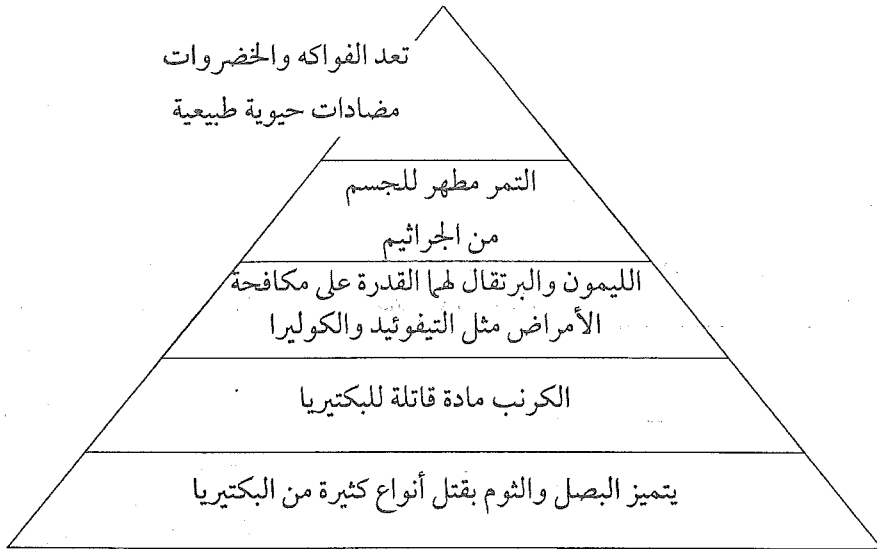 تعد الفواكه والخضروات
مضادات حيوية طبيعية
التمر مطهر للجسم
من الجراثيم
الليمون والبرتقال لهما القدرة على مكافحة
الأمراض مثل التيفوئيد والكوليرا
الكرنب مادة قاتلة للبكتيريا
يتميز البصل والثوم بقتل أنواع كثيرة من البكتيريا